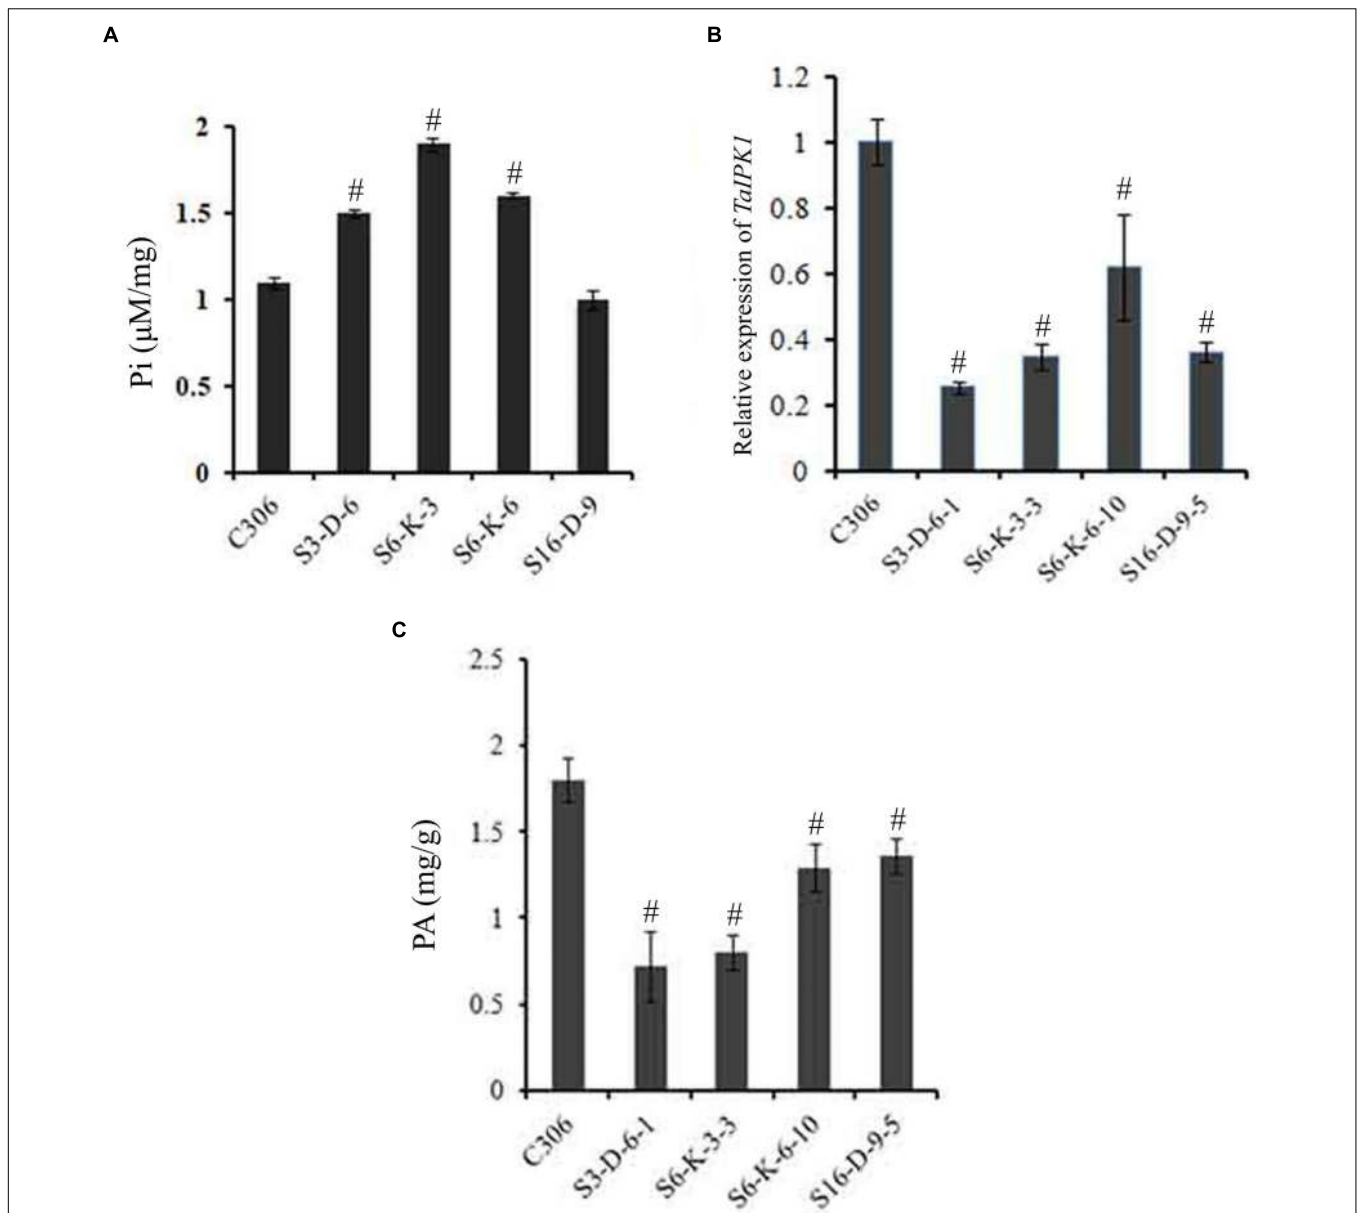 A
Pi (µM/mg)
2
1.5
1
0.5
0
#
#
#
C306
S3-D-6
S6-K-3
S6-K-6
S16-D-9
B
Relative expression of TaIPK1
1.2
1
0.8
0.6
0.4
0.2
0
#
#
#
#
C306
S3-D-6-1
S6-K-3-3
S6-K-6-10
S16-D-9-5
C
PA (mg/g)
2.5
2
1.5
1
0.5
0
#
#
#
#
C306
S3-D-6-1
S6-K-3-3
S6-K-6-10
S16-D-9-5